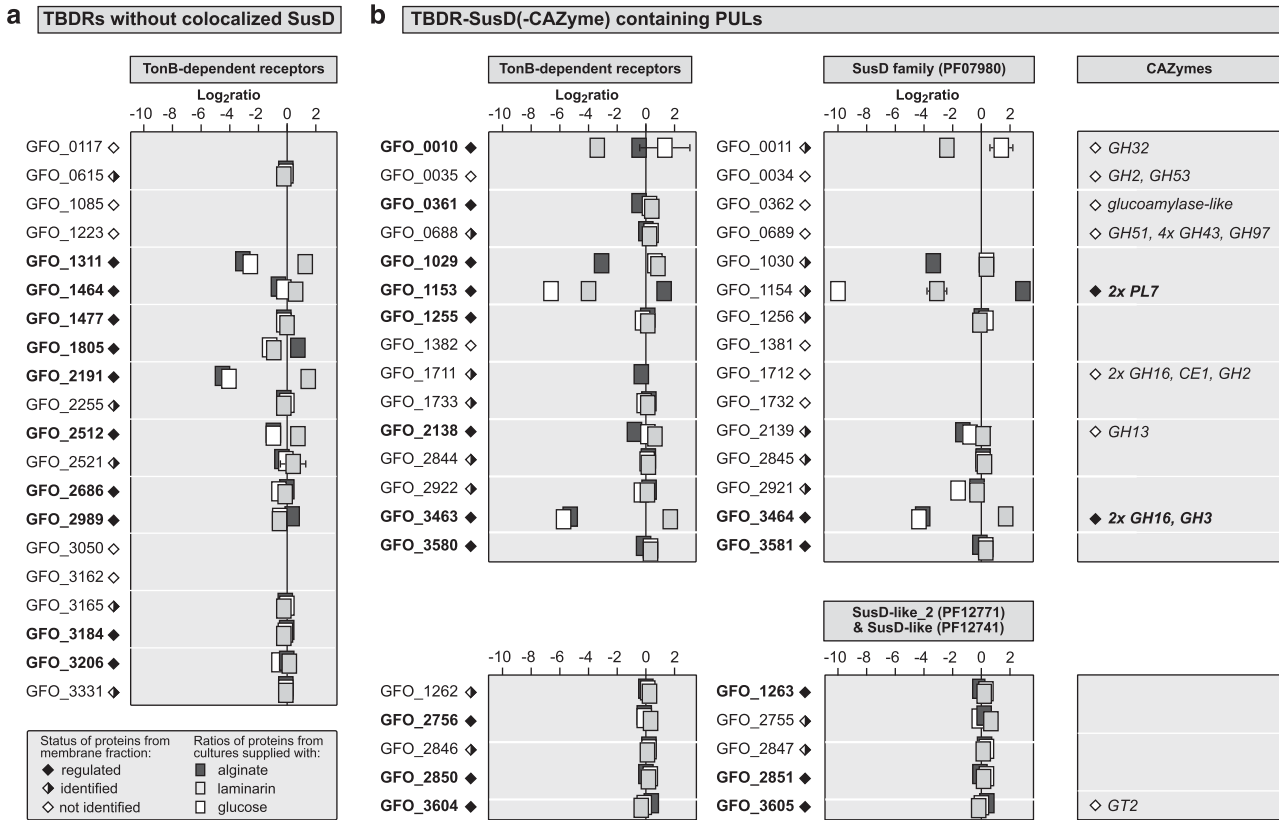 a TBDRs without colocalized SusD
b TBDR-SusD(-CAZyme) containing PULs
TonB-dependent receptors
Log2ratio
-10 -8 -6 -4 -2 0 2
GFO_0117
GFO_0615
GFO_1085
GFO_1223
GFO_1311
GFO_1464
GFO_1477
GFO_1805
GFO_2191
GFO_2255
GFO_2512
GFO_2521
GFO_2686
GFO_2989
GFO_3050
GFO_3162
GFO_3165
GFO_3184
GFO_3206
GFO_3331
Status of proteins from
membrane fraction:
regulated
identified
not identified
Ratios of proteins from
cultures supplied with:
alginate
laminarin
glucose
TonB-dependent receptors
SusD family (PF07980)
CAZymes
Log2ratio
Log2ratio
-10 -8 -6 -4 -2 0 2
-10 -8 -6 -4 -2 0 2
GFO_0010 GFO_0011 GH32
GFO_0035 GFO_0034 GH2, GH53
GFO_0361 GFO_0362 glucoamylase-like
GFO_0688 GFO_0689 GH51, 4x GH43, GH97
GFO_1029 GFO_1030
GFO_1153 GFO_1154 2x PL7
GFO_1255 GFO_1256
GFO_1382 GFO_1381
GFO_1711 GFO_1712 2x GH16, CE1, GH2
GFO_1733 GFO_1732
GFO_2138 GFO_2139 GH13
GFO_2844 GFO_2845
GFO_2922 GFO_2921
GFO_3463 GFO_3464 2x GH16, GH3
GFO_3580 GFO_3581
SusD-like_2 (PF12771)
& SusD-like (PF12741)
-10 -8 -6 -4 -2 0 2
-10 -8 -6 -4 -2 0 2
GFO_1262 GFO_1263
GFO_2756 GFO_2755
GFO_2846 GFO_2847
GFO_2850 GFO_2851
GFO_3604 GFO_3605 GT2